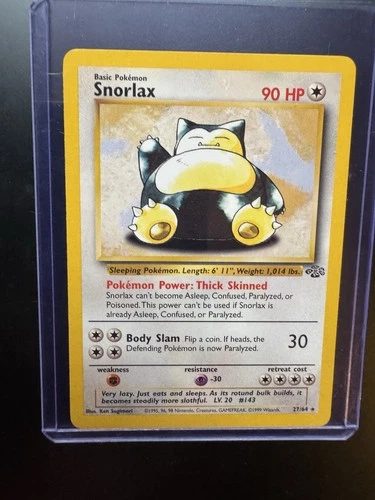 Basic Pokémon
Snorlax
90 HP
Sleeping Pokémon. Length: 6' 11", Weight: 1,014 lbs.
Pokémon Power: Thick Skinned
Snorlax can't become Asleep, Confused, Paralyzed, or
Poisoned. This power can't be used if Snorlax is
already Asleep, Confused, or Paralyzed.
Body Slam Flip a coin. If heads, the
Defending Pokémon is now Paralyzed.
30
weakness
resistance
retreat cost
-30
Very lazy. Just eats and sleeps. As its rotund bulk builds, it
becomes steadily more slothful. LV. 20 #143
Illus. Ken Sugimori
©1995, 96, 98 Nintendo, Creatures, GAMEFREAK. ©1999 Wizards.
27/64 ★